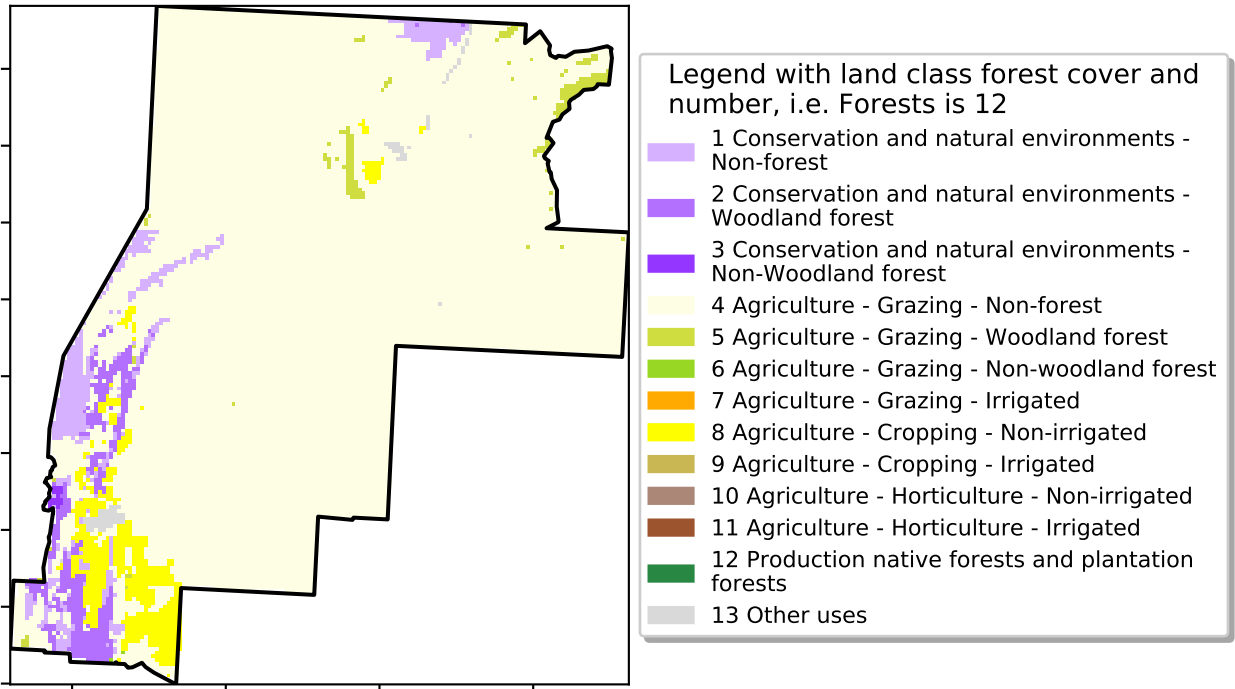 Legend with land class forest cover and
number, i.e. Forests is 12
1 Conservation and natural environments -
Non-forest
2 Conservation and natural environments -
Woodland forest
3 Conservation and natural environments -
Non-Woodland forest
4 Agriculture - Grazing - Non-forest
5 Agriculture - Grazing - Woodland forest
6 Agriculture - Grazing - Non-woodland forest
7 Agriculture - Grazing - Irrigated
8 Agriculture - Cropping - Non-irrigated
9 Agriculture - Cropping - Irrigated
10 Agriculture - Horticulture - Non-irrigated
11 Agriculture - Horticulture - Irrigated
12 Production native forests and plantation
forests
13 Other uses